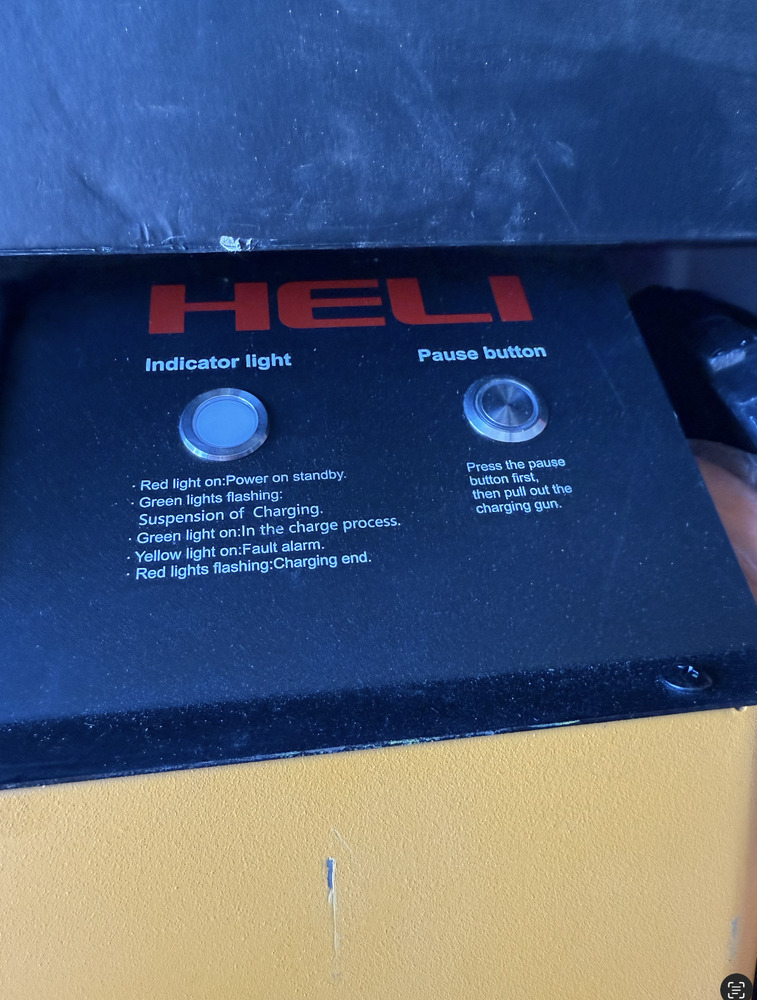 HELI
Indicator light
Pause button
· Red light on:Power on standby.
· Green lights flashing:
Suspension of Charging.
· Green light on:In the charge process.
· Yellow light on:Fault alarm.
· Red lights flashing:Charging end.
Press the pause
button first,
then pull out the
charging gun.